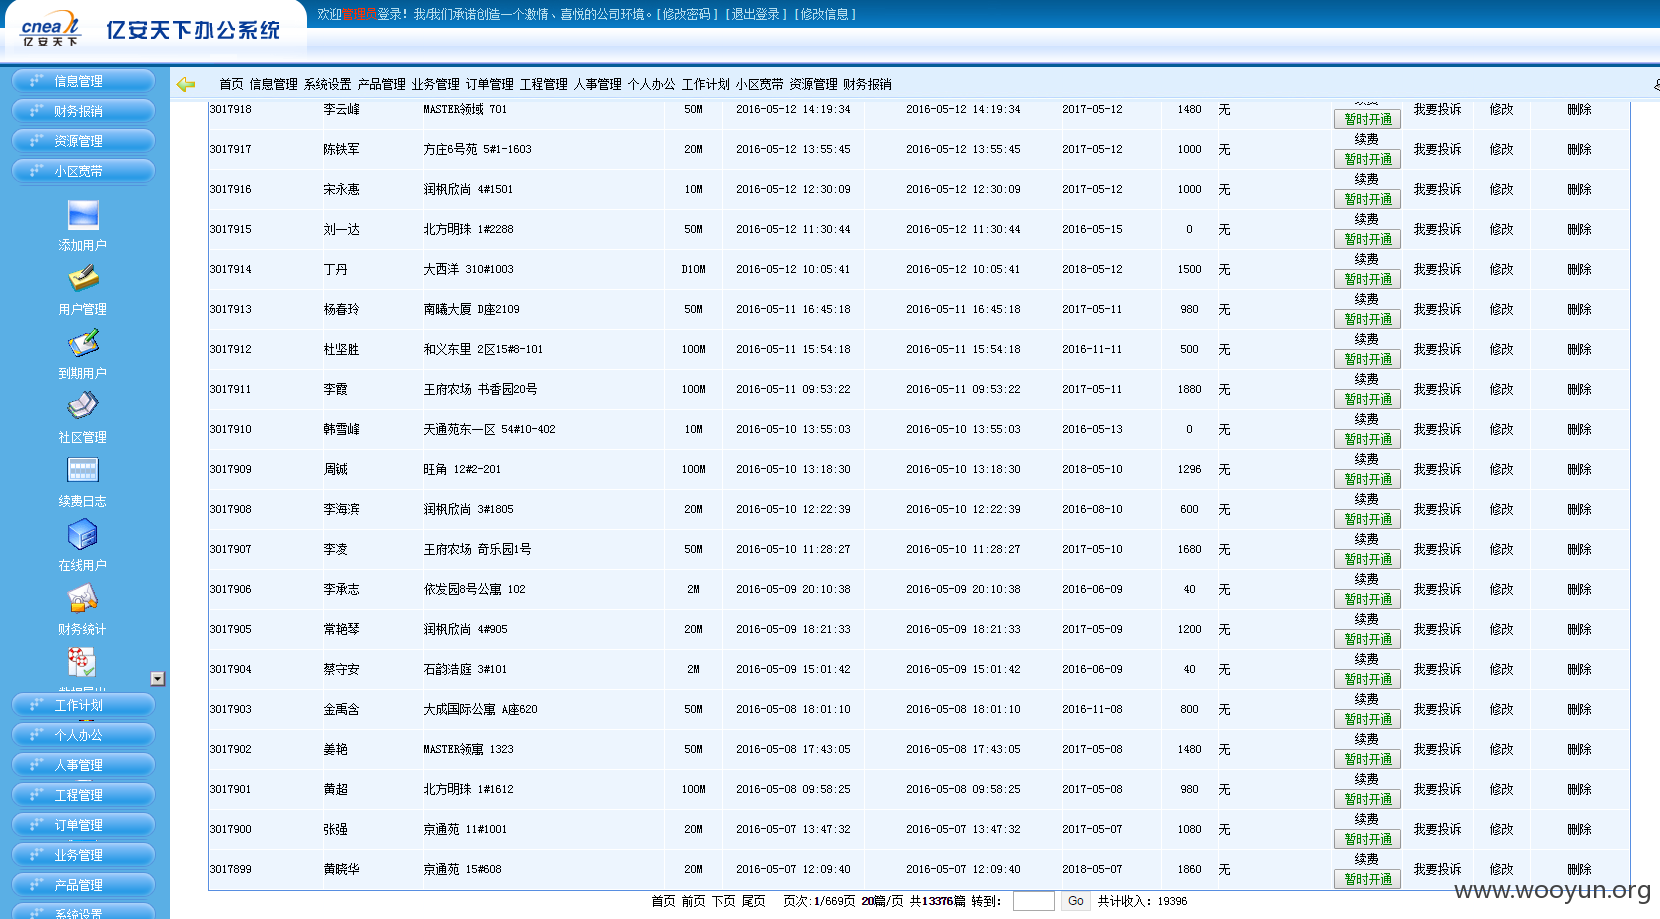 cnea 亿安天下 亿安天下办公系统
欢迎管理员登录！我/我们承诺创造一个激情、喜悦的公司环境。[修改密码] [退出登录] [修改信息]
首页 信息管理 系统设置 产品管理 业务管理 订单管理 工程管理 人事管理 个人办公 工作计划 小区宽带 资源管理 财务报销
信息管理
财务报销
资源管理
小区宽带
添加用户
用户管理
到期用户
社区管理
续费日志
在线用户
财务统计
数据导出
工作计划
个人办公
人事管理
工程管理
订单管理
业务管理
产品管理
系统设置
3017918 李云峰 MASTER领域 701 50M 2016-05-12 14:19:34 2016-05-12 14:19:34 2017-05-12 1480 无 续费 暂时开通 我要投诉 修改 删除
3017917 陈铁军 方庄6号苑 5#1-1603 20M 2016-05-12 13:55:45 2016-05-12 13:55:45 2017-05-12 1000 无 续费 暂时开通 我要投诉 修改 删除
3017916 宋永惠 润枫欣尚 4#1501 10M 2016-05-12 12:30:09 2016-05-12 12:30:09 2017-05-12 1000 无 续费 暂时开通 我要投诉 修改 删除
3017915 刘一达 北方明珠 1#2288 50M 2016-05-12 11:30:44 2016-05-12 11:30:44 2016-05-15 0 无 续费 暂时开通 我要投诉 修改 删除
3017914 丁丹 大西洋 310#1003 D10M 2016-05-12 10:05:41 2016-05-12 10:05:41 2018-05-12 1500 无 续费 暂时开通 我要投诉 修改 删除
3017913 杨春玲 南曦大厦 D座2109 50M 2016-05-11 16:45:18 2016-05-11 16:45:18 2017-05-11 980 无 续费 暂时开通 我要投诉 修改 删除
3017912 杜坚胜 和义东里 2区15#8-101 100M 2016-05-11 15:54:18 2016-05-11 15:54:18 2016-11-11 500 无 续费 暂时开通 我要投诉 修改 删除
3017911 李霞 王府农场 书香园20号 100M 2016-05-11 09:53:22 2016-05-11 09:53:22 2017-05-11 1880 无 续费 暂时开通 我要投诉 修改 删除
3017910 韩雪峰 天通苑东一区 54#10-402 10M 2016-05-10 13:55:03 2016-05-10 13:55:03 2016-05-13 0 无 续费 暂时开通 我要投诉 修改 删除
3017909 周铖 旺角 12#2-201 100M 2016-05-10 13:18:30 2016-05-10 13:18:30 2018-05-10 1296 无 续费 暂时开通 我要投诉 修改 删除
3017908 李海滨 润枫欣尚 3#1805 20M 2016-05-10 12:22:39 2016-05-10 12:22:39 2016-08-10 600 无 续费 暂时开通 我要投诉 修改 删除
3017907 李凌 王府农场 奇乐园1号 50M 2016-05-10 11:28:27 2016-05-10 11:28:27 2017-05-10 1680 无 续费 暂时开通 我要投诉 修改 删除
3017906 李承志 依发园8号公寓 102 2M 2016-05-09 20:10:38 2016-05-09 20:10:38 2016-06-09 40 无 续费 暂时开通 我要投诉 修改 删除
3017905 常艳琴 润枫欣尚 4#905 20M 2016-05-09 18:21:33 2016-05-09 18:21:33 2017-05-09 1200 无 续费 暂时开通 我要投诉 修改 删除
3017904 蔡守安 石韵浩庭 3#101 2M 2016-05-09 15:01:42 2016-05-09 15:01:42 2016-06-09 40 无 续费 暂时开通 我要投诉 修改 删除
3017903 金禹含 大成国际公寓 A座620 50M 2016-05-08 18:01:10 2016-05-08 18:01:10 2016-11-08 800 无 续费 暂时开通 我要投诉 修改 删除
3017902 姜艳 MASTER领寓 1323 50M 2016-05-08 17:43:05 2016-05-08 17:43:05 2017-05-08 1480 无 续费 暂时开通 我要投诉 修改 删除
3017901 黄超 北方明珠 1#1612 100M 2016-05-08 09:58:25 2016-05-08 09:58:25 2017-05-08 980 无 续费 暂时开通 我要投诉 修改 删除
3017900 张强 京通苑 11#1001 20M 2016-05-07 13:47:32 2016-05-07 13:47:32 2017-05-07 1080 无 续费 暂时开通 我要投诉 修改 删除
3017899 黄晓华 京通苑 15#608 20M 2016-05-07 12:09:40 2016-05-07 12:09:40 2018-05-07 1860 无 续费 暂时开通 我要投诉 修改 删除
首页 前页 下页 尾页 页次:1/669页 20篇/页 共13376篇 转到: Go 共计收入: 19396
www.wooyun.org